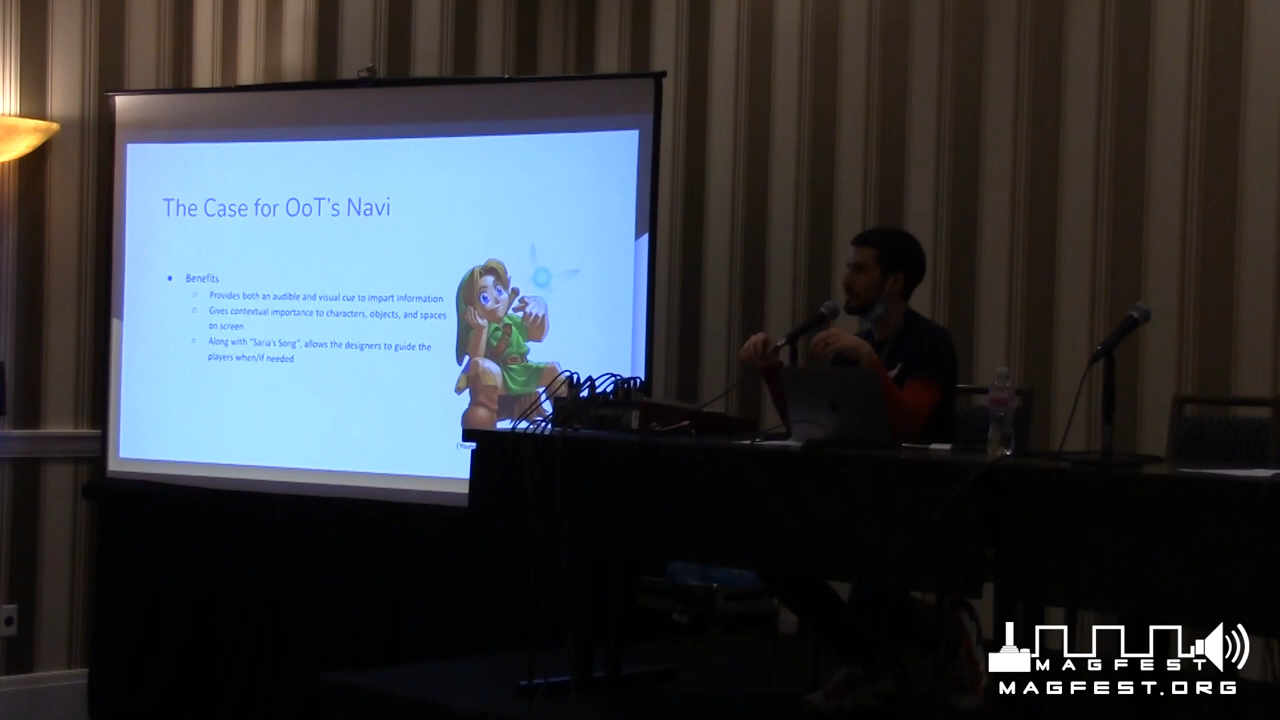 The Case for OoT's Navi
● Benefits
○ Provides both an audible and visual cue to impart information
○ Gives contextual importance to characters, objects, and spaces
on screen
○ Along with "Saria's Song", allows the designers to guide the
players when/if needed
MAGFEST
MAGFEST.ORG